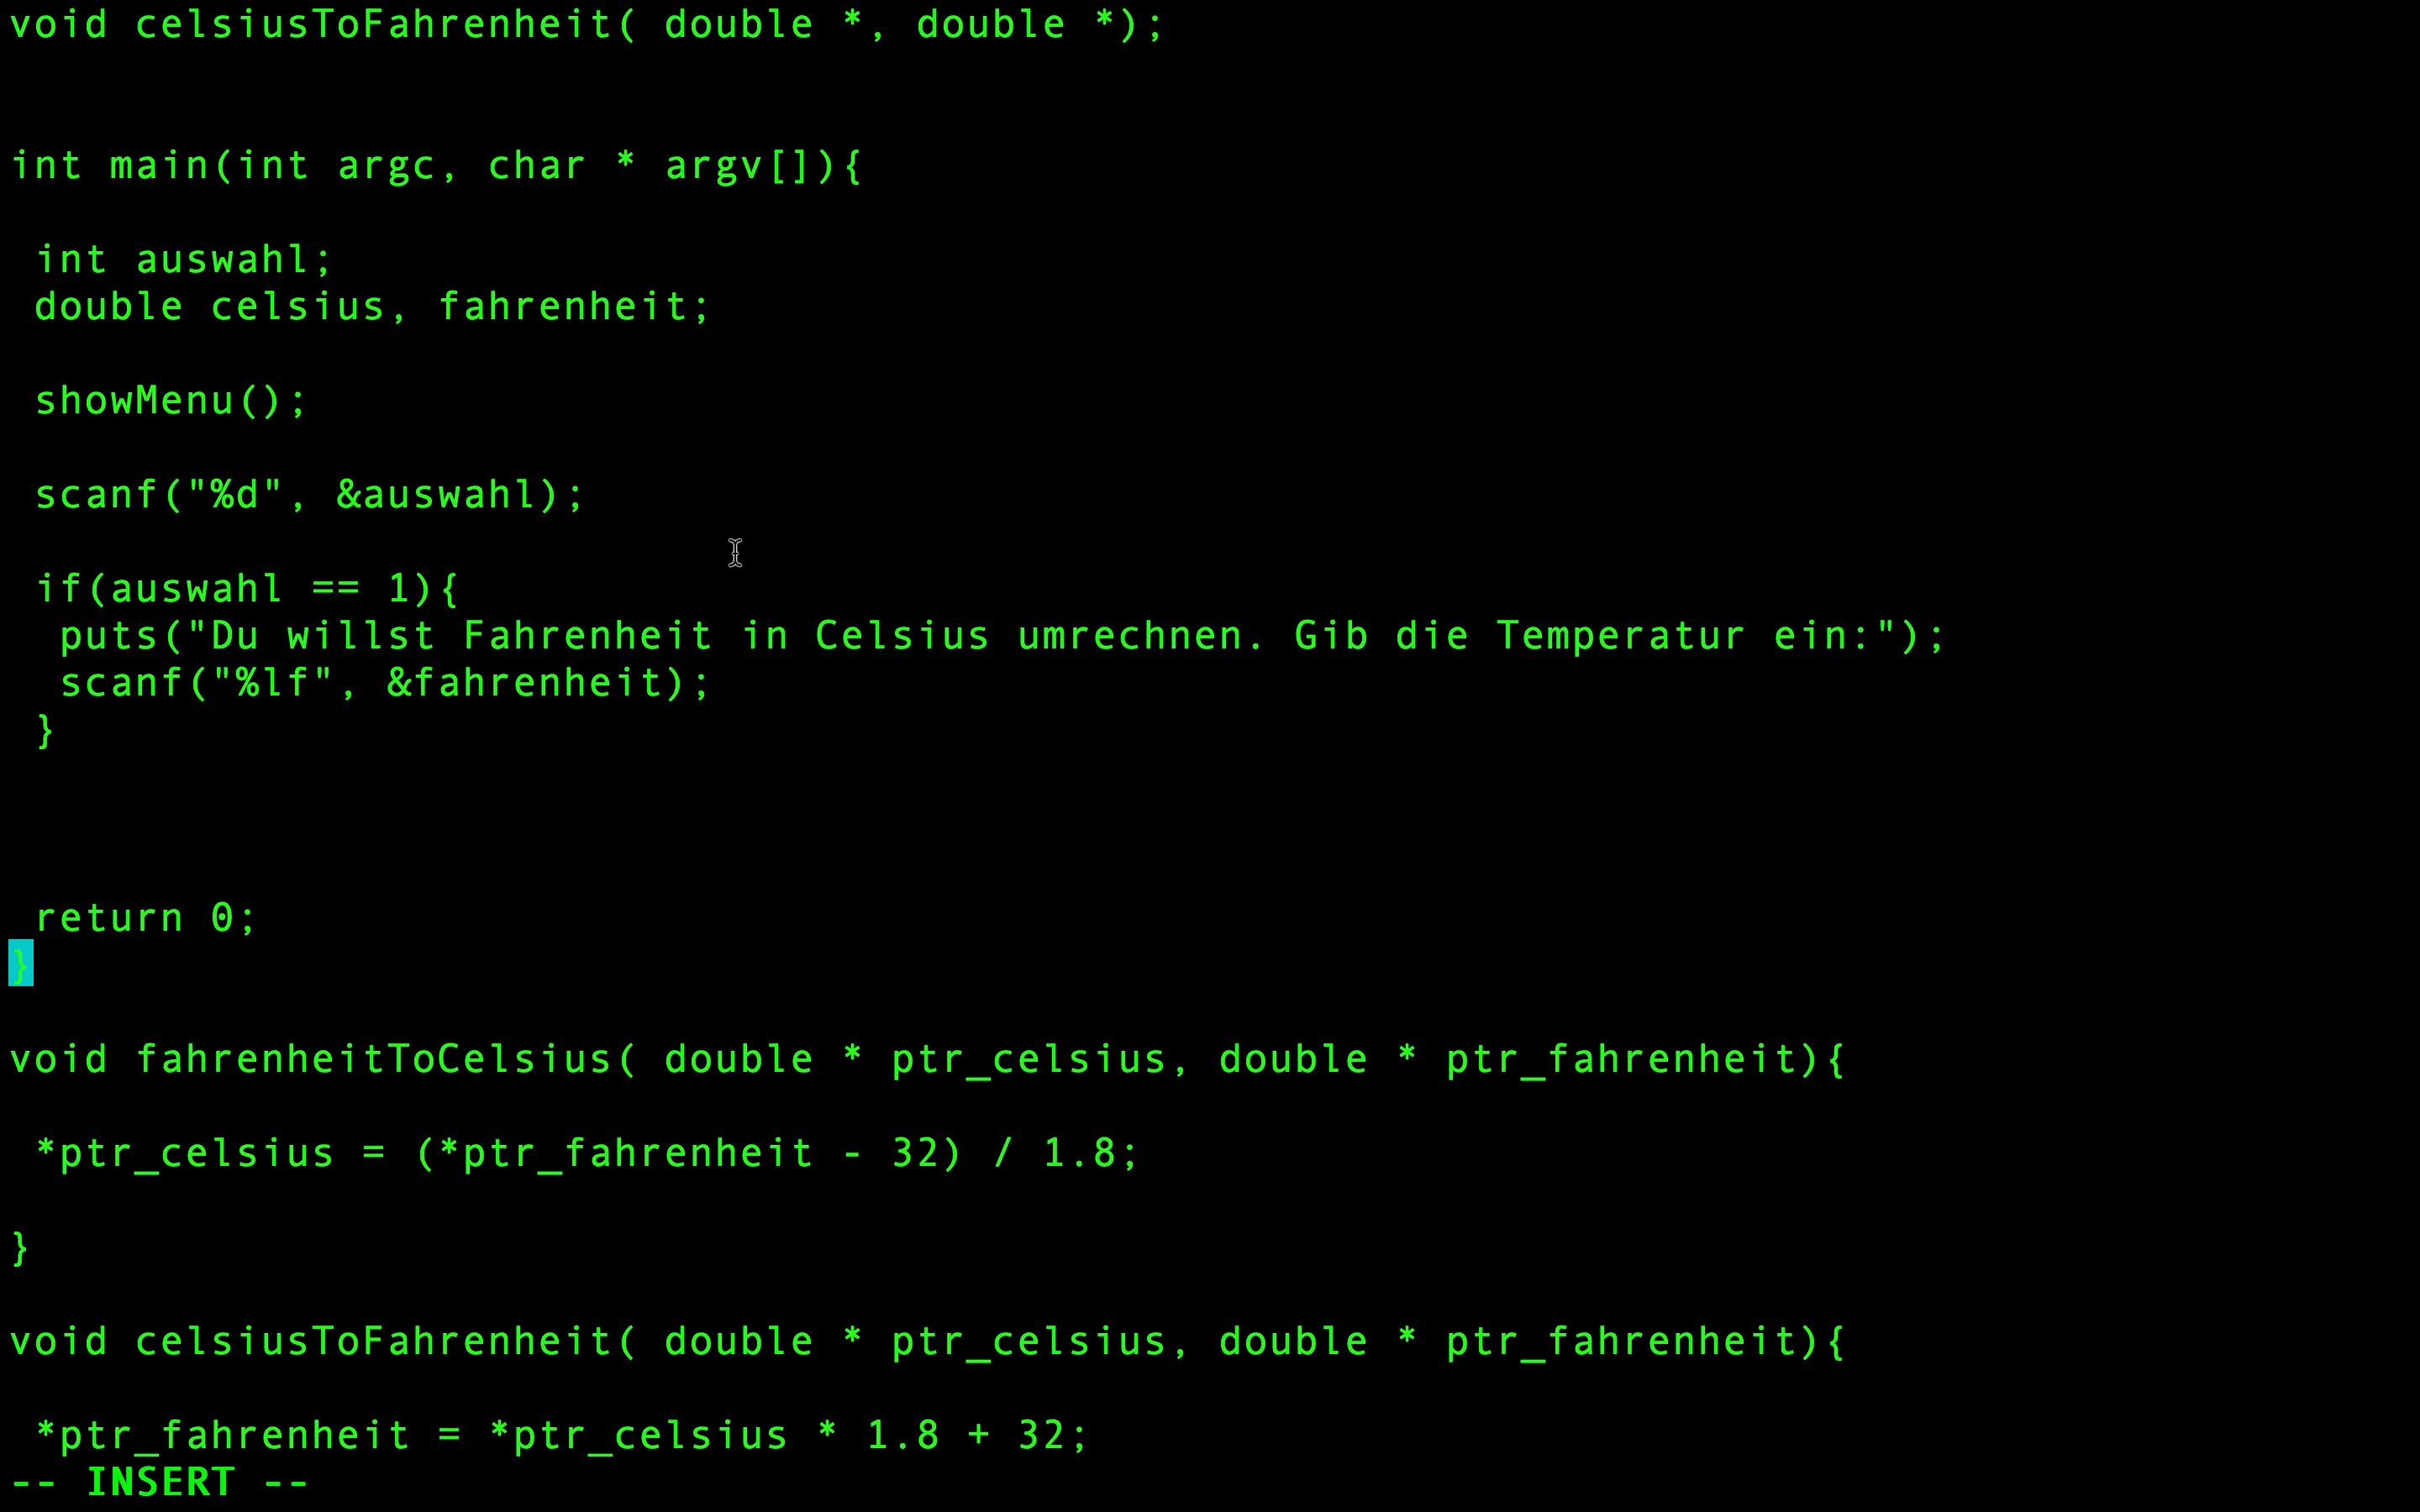 void celsiusToFahrenheit( double *, double *);
int main(int argc, char * argv[]){
int auswahl;
double celsius, fahrenheit;
showMenu();
scanf("%d", &auswahl);
if(auswahl == 1){
puts("Du willst Fahrenheit in Celsius umrechnen. Gib die Temperatur ein:");
scanf("%lf", &fahrenheit);
}
return 0;
}
void fahrenheitToCelsius( double * ptr_celsius, double * ptr_fahrenheit){
*ptr_celsius = (*ptr_fahrenheit - 32) / 1.8;
}
void celsiusToFahrenheit( double * ptr_celsius, double * ptr_fahrenheit){
*ptr_fahrenheit = *ptr_celsius * 1.8 + 32;
-- INSERT --